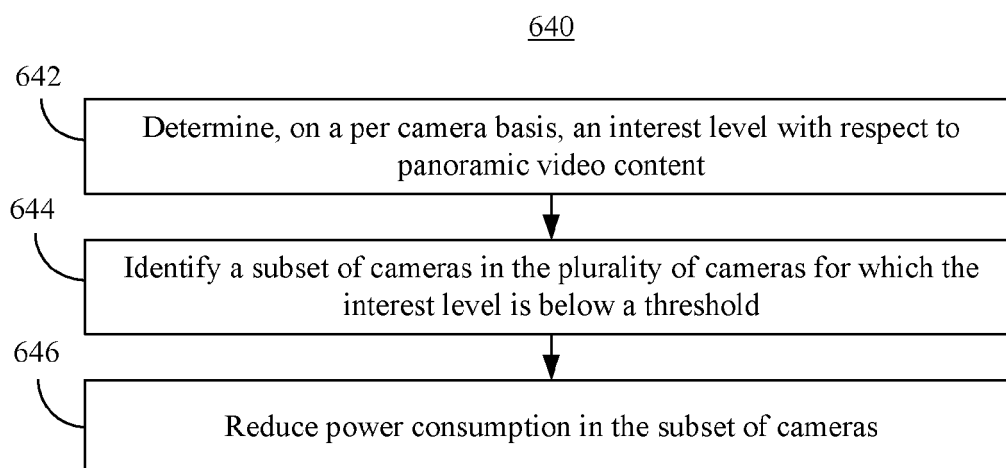 640
642
Determine, on a per camera basis, an interest level with respect to
panoramic video content
644
Identify a subset of cameras in the plurality of cameras for which the
interest level is below a threshold
646
Reduce power consumption in the subset of cameras